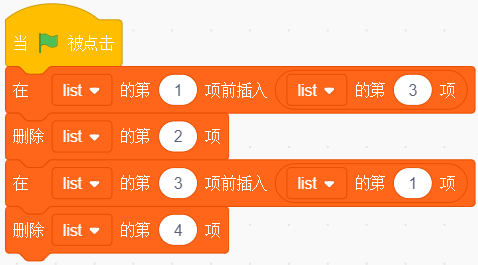 当 被点击
在 list 的第 1 项前插入 list 的第 3 项
删除 list 的第 2 项
在 list 的第 3 项前插入 list 的第 1 项
删除 list 的第 4 项